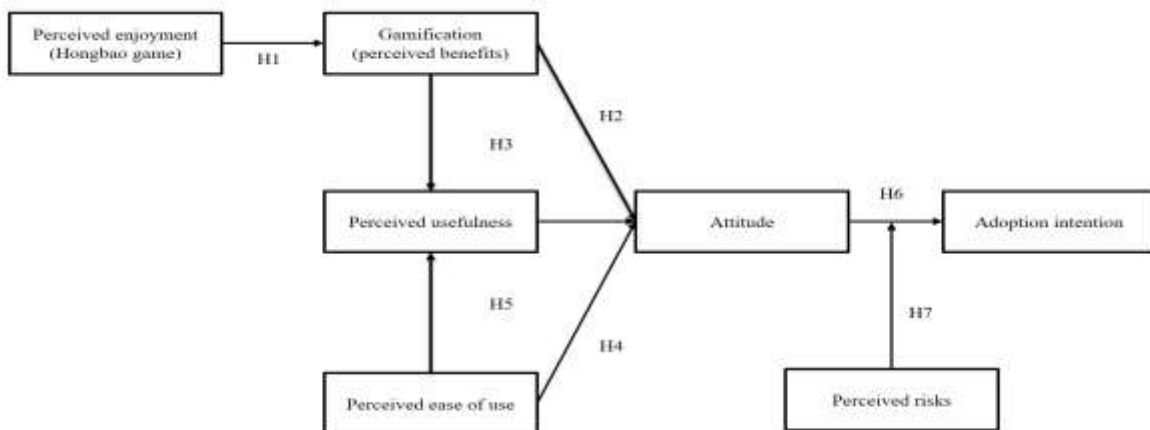 Perceived enjoyment
(Hongbao game)
H1
Gamification
(perceived benefits)
H2
H3
Perceived usefulness
Attitude
H6
Adoption intention
H5
H4
H7
Perceived ease of use
Perceived risks